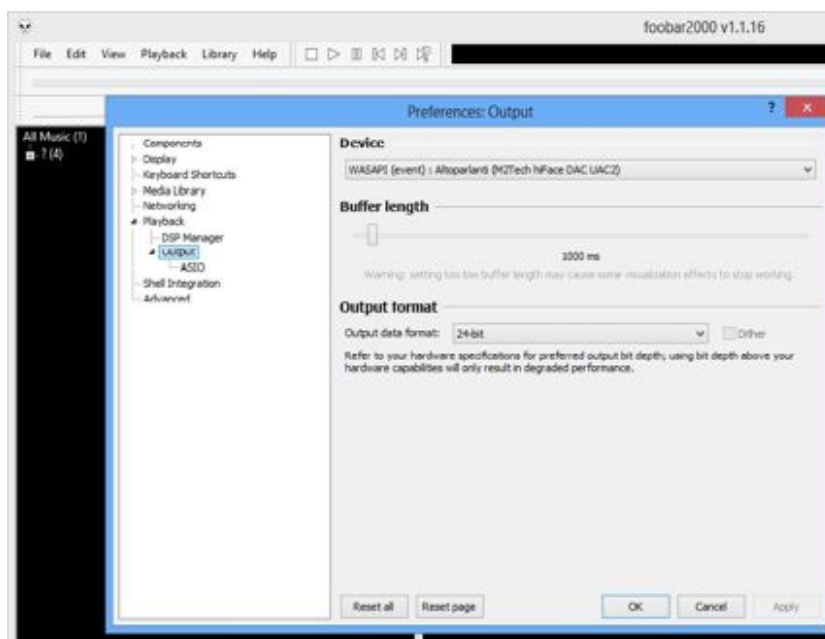 foobar2000 v1.1.16
File Edit View Playback Library Help
Preferences: Output ?
All Music (1)
? (4)
Components
Display
Keyboard Shortcuts
Media Library
Networking
Playback
DSP Manager
Output
ASIO
Shell Integration
Advanced
Device
WASAPI (event) : Altoparlanti (M2Tech hiFace DAC UAC2)
Buffer length
1000 ms
Warning: setting too low buffer length may cause some visualization effects to stop working.
Output format
Output data format: 24-bit Dither
Refer to your hardware specifications for preferred output bit depth; using bit depth above your
hardware capabilities will only result in degraded performance.
Reset all Reset page OK Cancel Apply